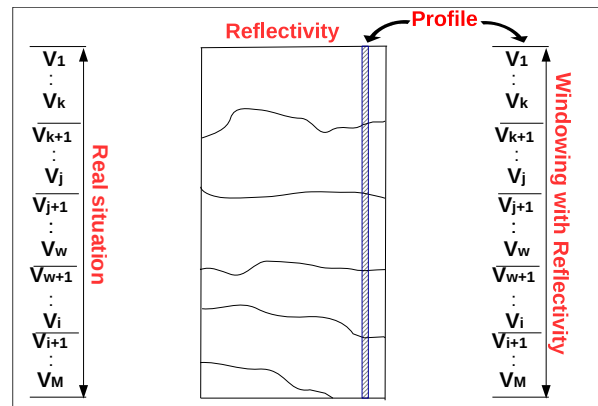 Profile
Reflectivity
V1
:
Vk
Vk+1
:
Vj
Vj+1
:
Vw
Vw+1
:
Vi
Vi+1
:
VM
Real situation
V1
:
Vk
Vk+1
:
Vj
Vj+1
:
Vw
Vw+1
:
Vi
Vi+1
:
VM
Windowing with Reflectivity